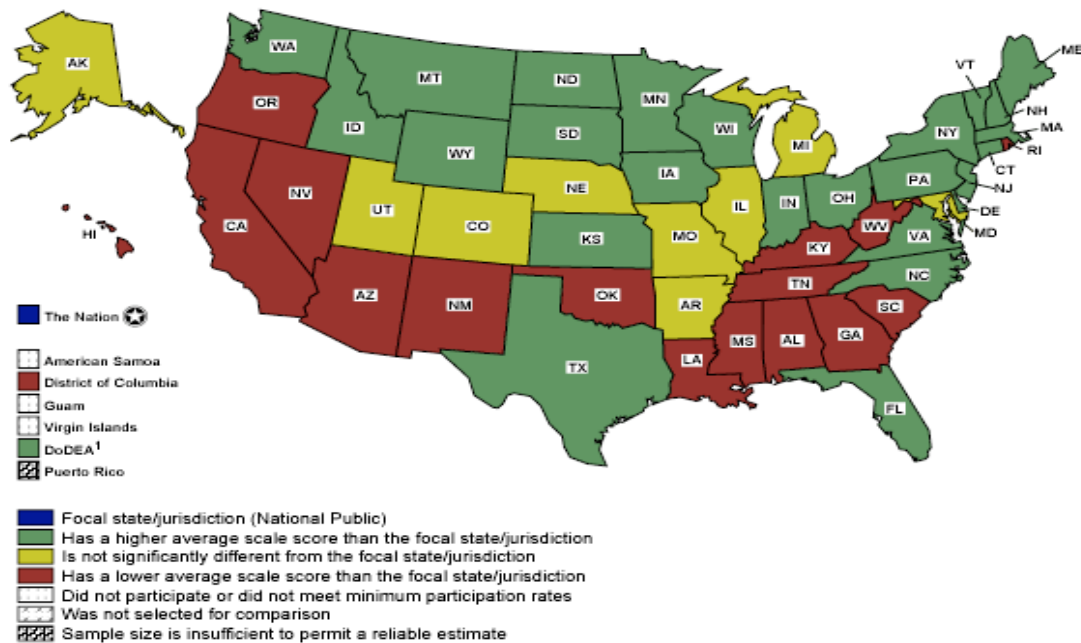 AK
WA
MT
ND
MN
VT
ME
OR
ID
SD
WI
MI
NY
NH
MA
RI
WY
IA
PA
CT
NJ
NV
NE
IL
IN
OH
DE
UT
CO
MD
CA
KS
MO
WV
VA
HI
KY
NC
AZ
NM
OK
TN
AR
SC
MS
AL
GA
TX
LA
FL
The Nation
American Samoa
District of Columbia
Guam
Virgin Islands
DoDEA¹
Puerto Rico
Focal state/jurisdiction (National Public)
Has a higher average scale score than the focal state/jurisdiction
Is not significantly different from the focal state/jurisdiction
Has a lower average scale score than the focal state/jurisdiction
Did not participate or did not meet minimum participation rates
Was not selected for comparison
Sample size is insufficient to permit a reliable estimate